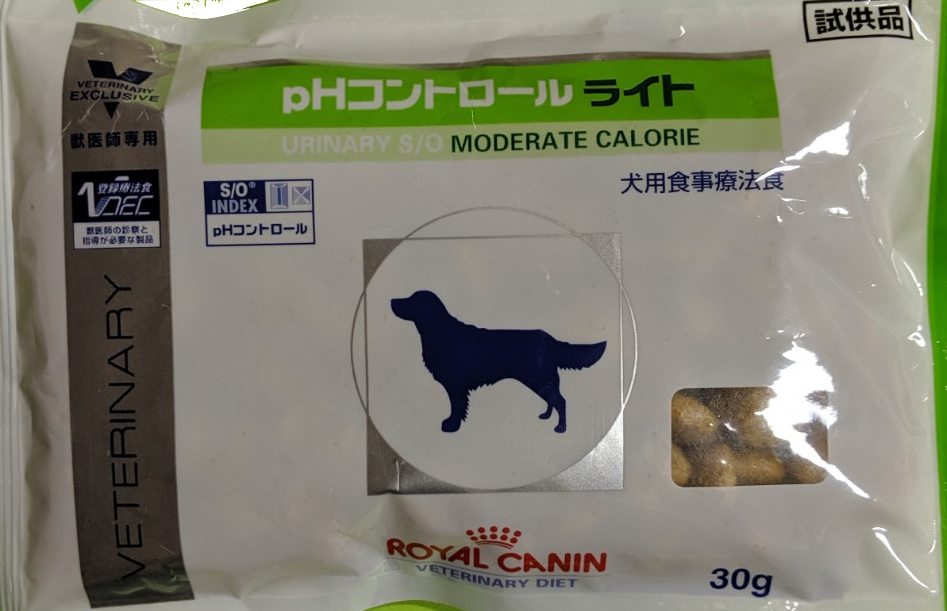 試供品
VETERINARY
EXCLUSIVE
獣医師専用
pHコントロール ライト
URINARY S/O MODERATE CALORIE
犬用食事療法食
登録療法食
獣医師の診察と
指導が必要な製品
S/O®
INDEX
pHコントロール
VETERINARY
ROYAL CANIN
VETERINARY DIET
30g